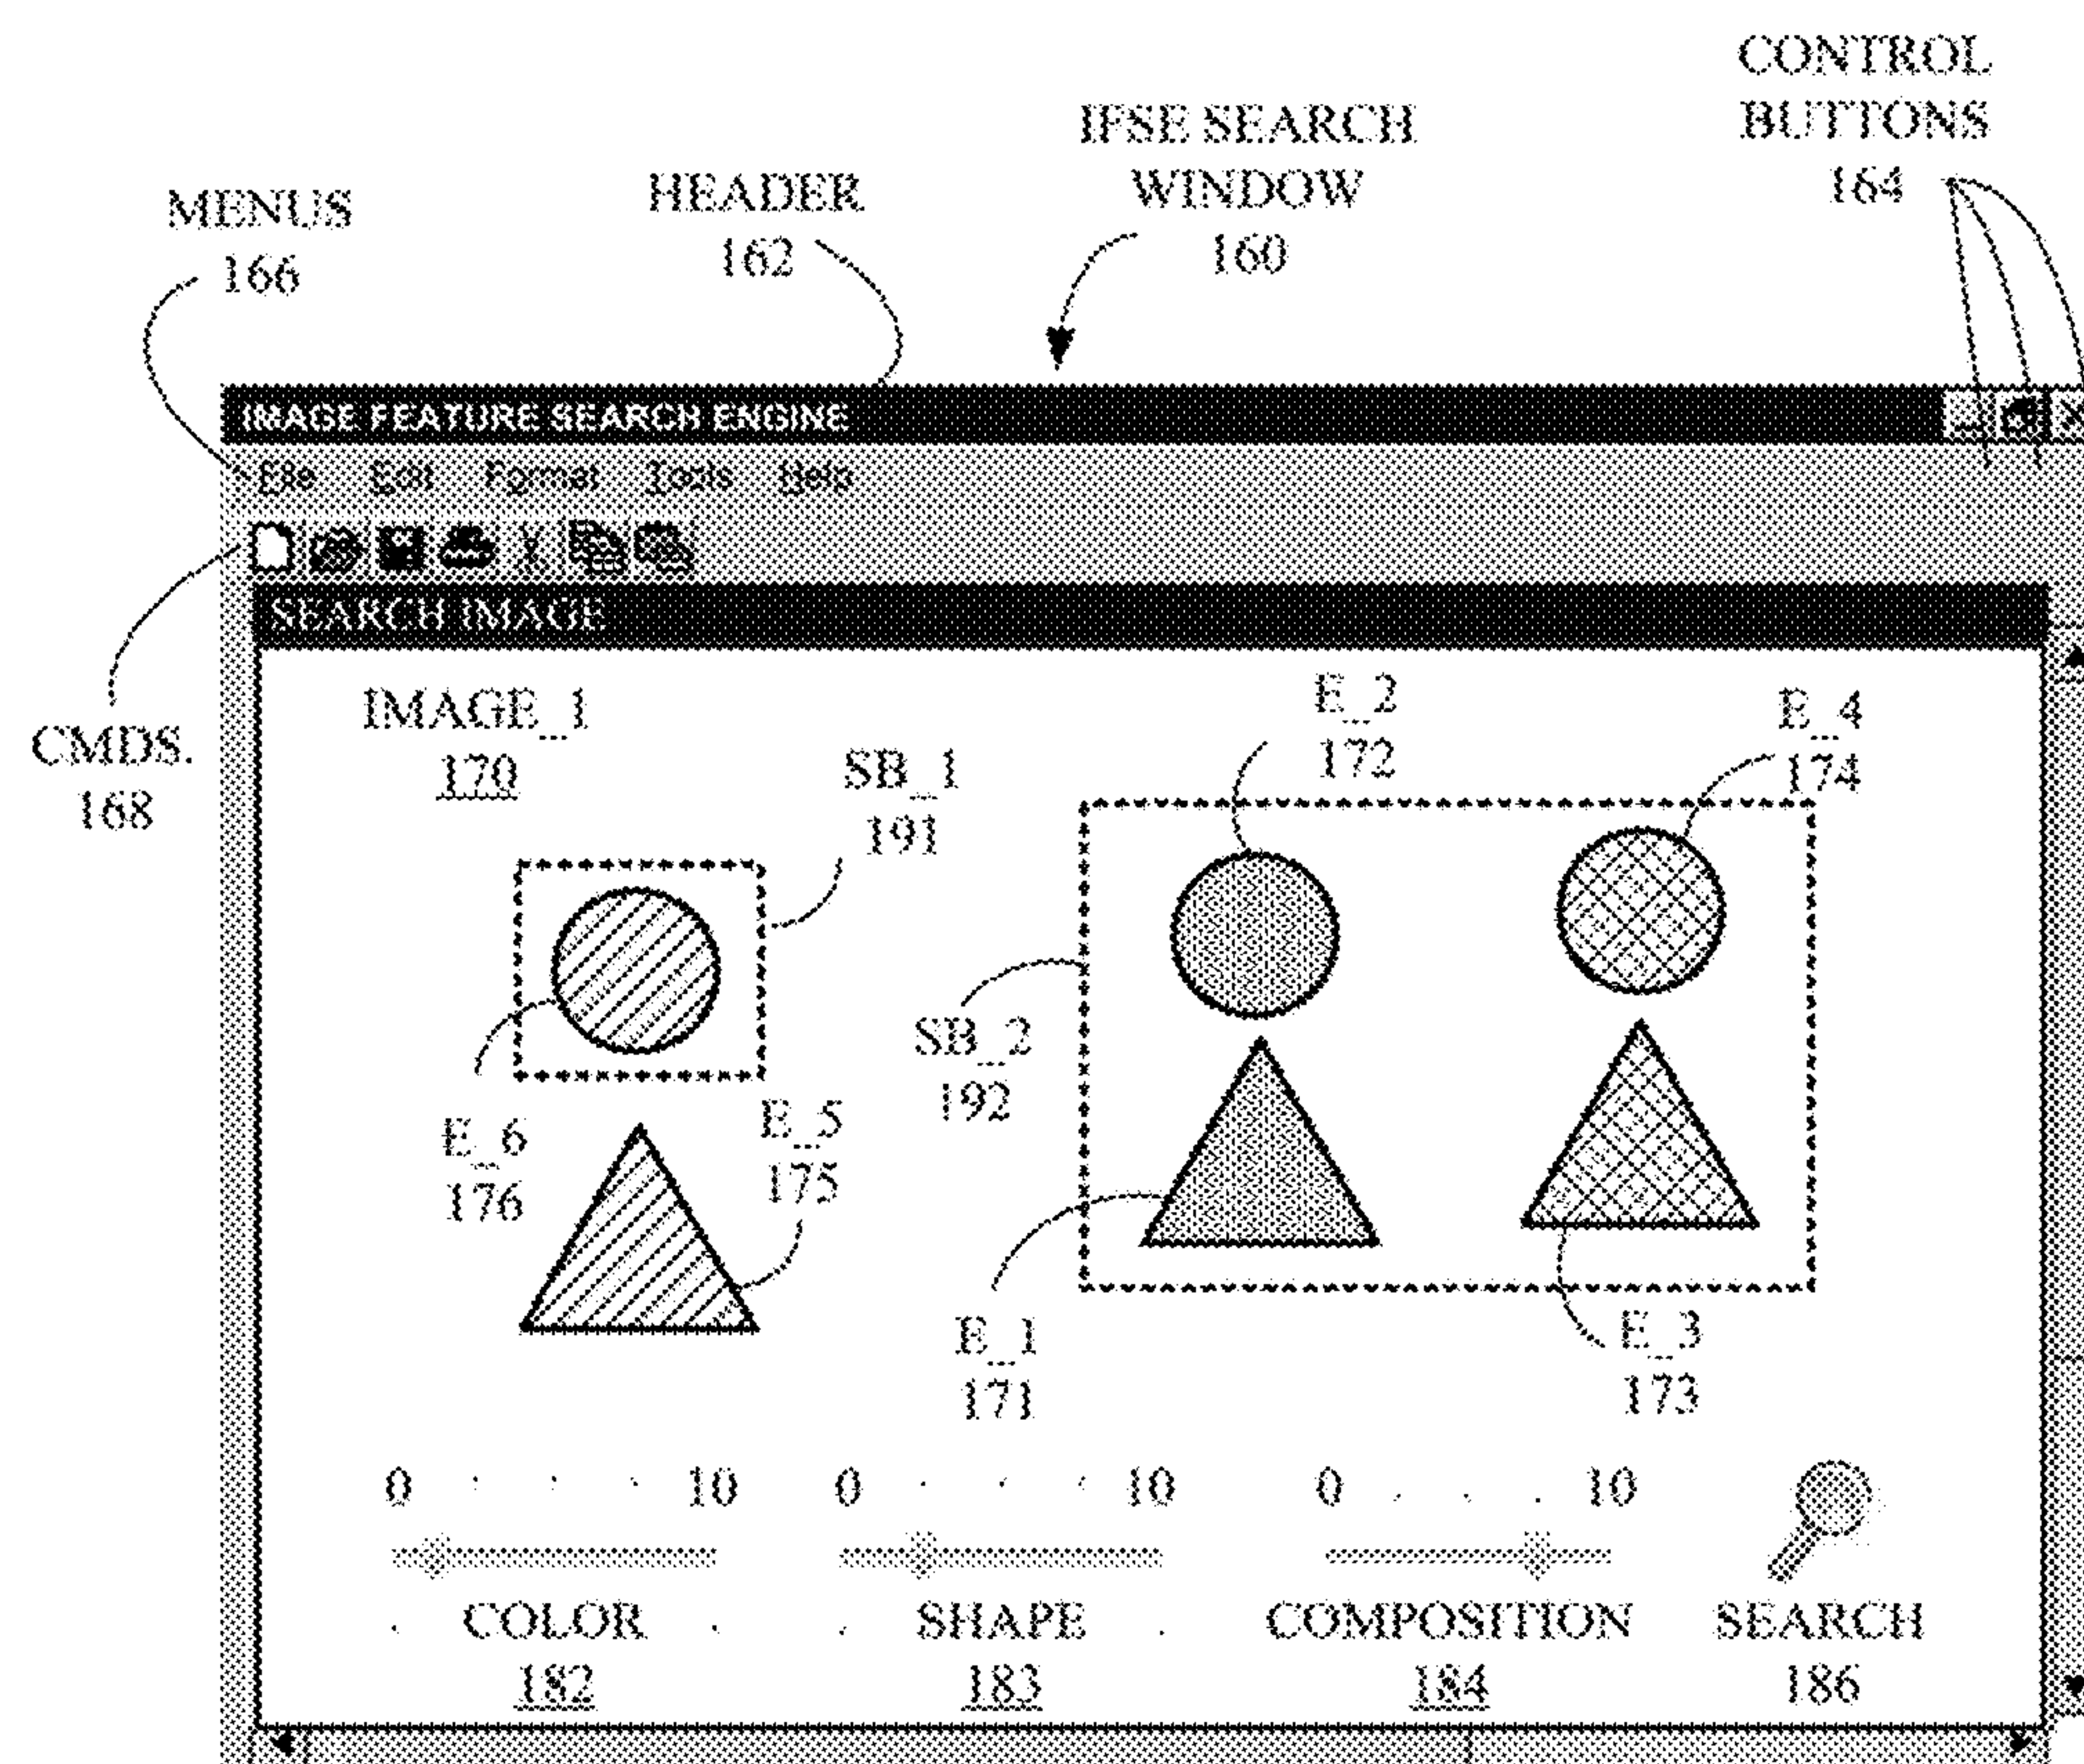 CONTROL
BUTTONS
164
IFSE SEARCH
WINDOW
160
HEADER
162
MENUS
166
IMAGE FEATURE SEARCH ENGINE
File Edit Format Tools Help
SEARCH IMAGE
CMDS.
168
IMAGE_1
170
SB_1
191
E_2
172
E_4
174
SB_2
192
E_6
176
E_5
175
E_1
171
E_3
173
0 10 0 10 0 10
COLOR SHAPE COMPOSITION SEARCH
182 183 184 186